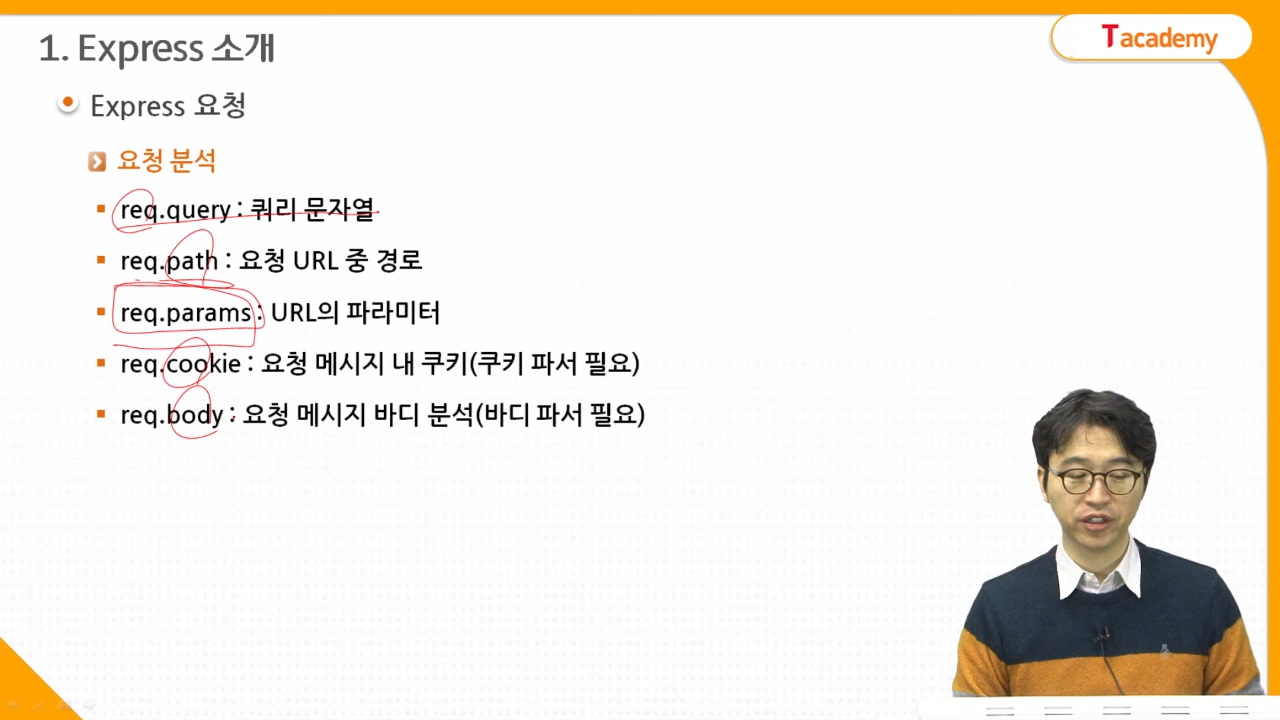 1. Express 소개
Tacademy
Express 요청
요청 분석
req.query : 쿼리 문자열
req.path : 요청 URL 중 경로
req.params : URL의 파라미터
req.cookie : 요청 메시지 내 쿠키(쿠키 파서 필요)
req.body : 요청 메시지 바디 분석(바디 파서 필요)